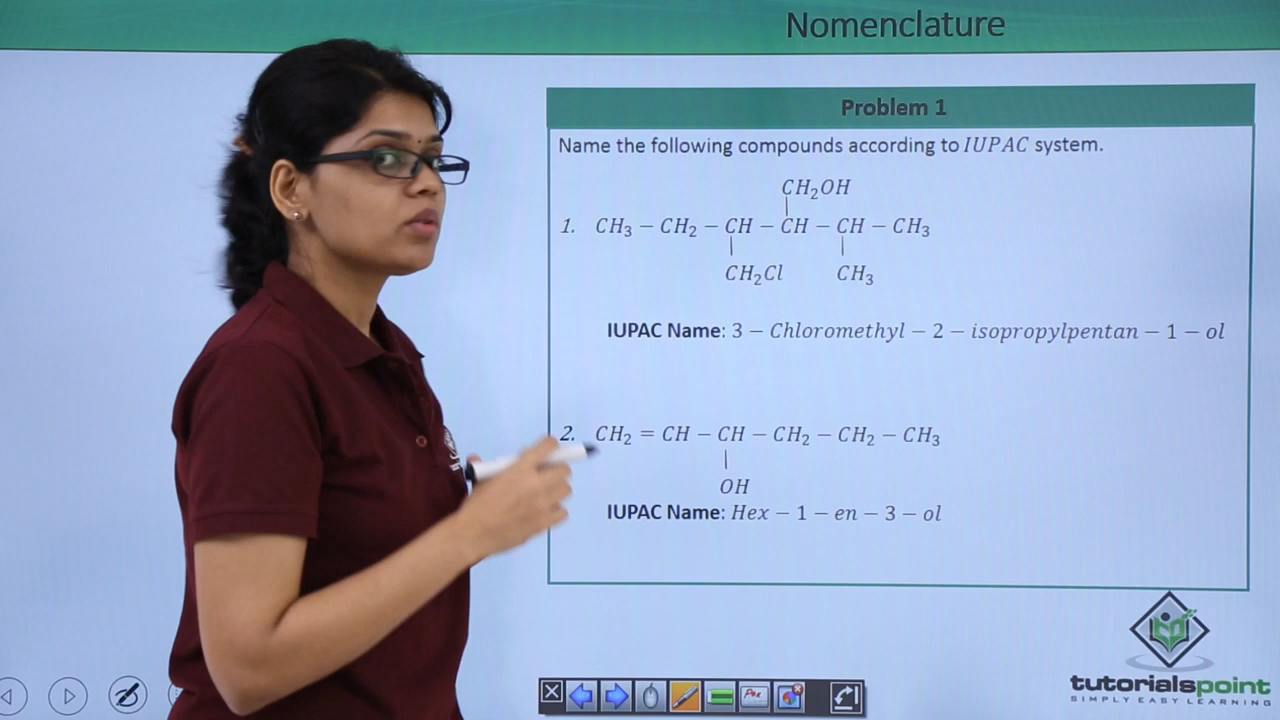 Nomenclature
Problem 1
Name the following compounds according to IUPAC system.
CH₂OH
|
1. CH₃ − CH₂ − CH − CH − CH − CH₃
| |
CH₂Cl CH₃
IUPAC Name: 3 − Chloromethyl − 2 − isopropylpentan − 1 − ol
2. CH₂ = CH − CH − CH₂ − CH₂ − CH₃
|
OH
IUPAC Name: Hex − 1 − en − 3 − ol
tutorialspoint
SIMPLY EASY LEARNING